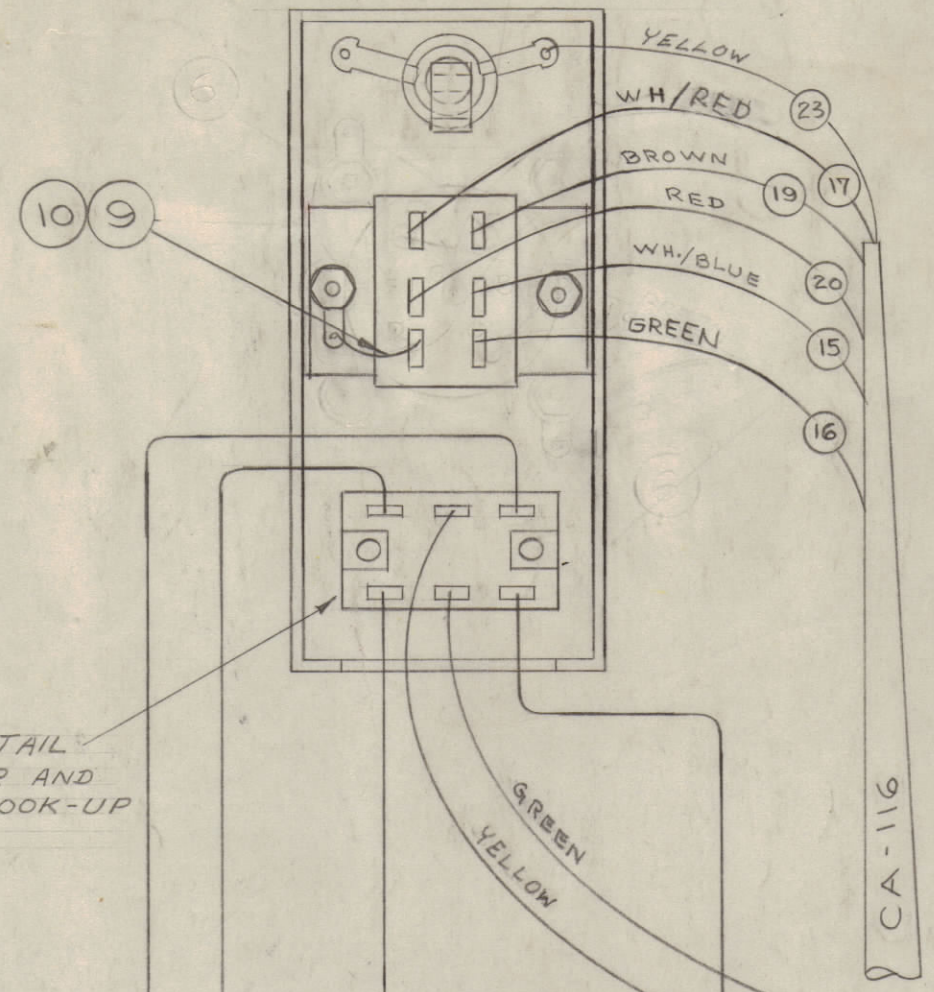 YELLOW
23
WH/RED
17
BROWN
19
RED
20
WH./BLUE
15
GREEN
16
10 9
TAIL
AND
OOK-UP
GREEN
YELLOW
CA-116